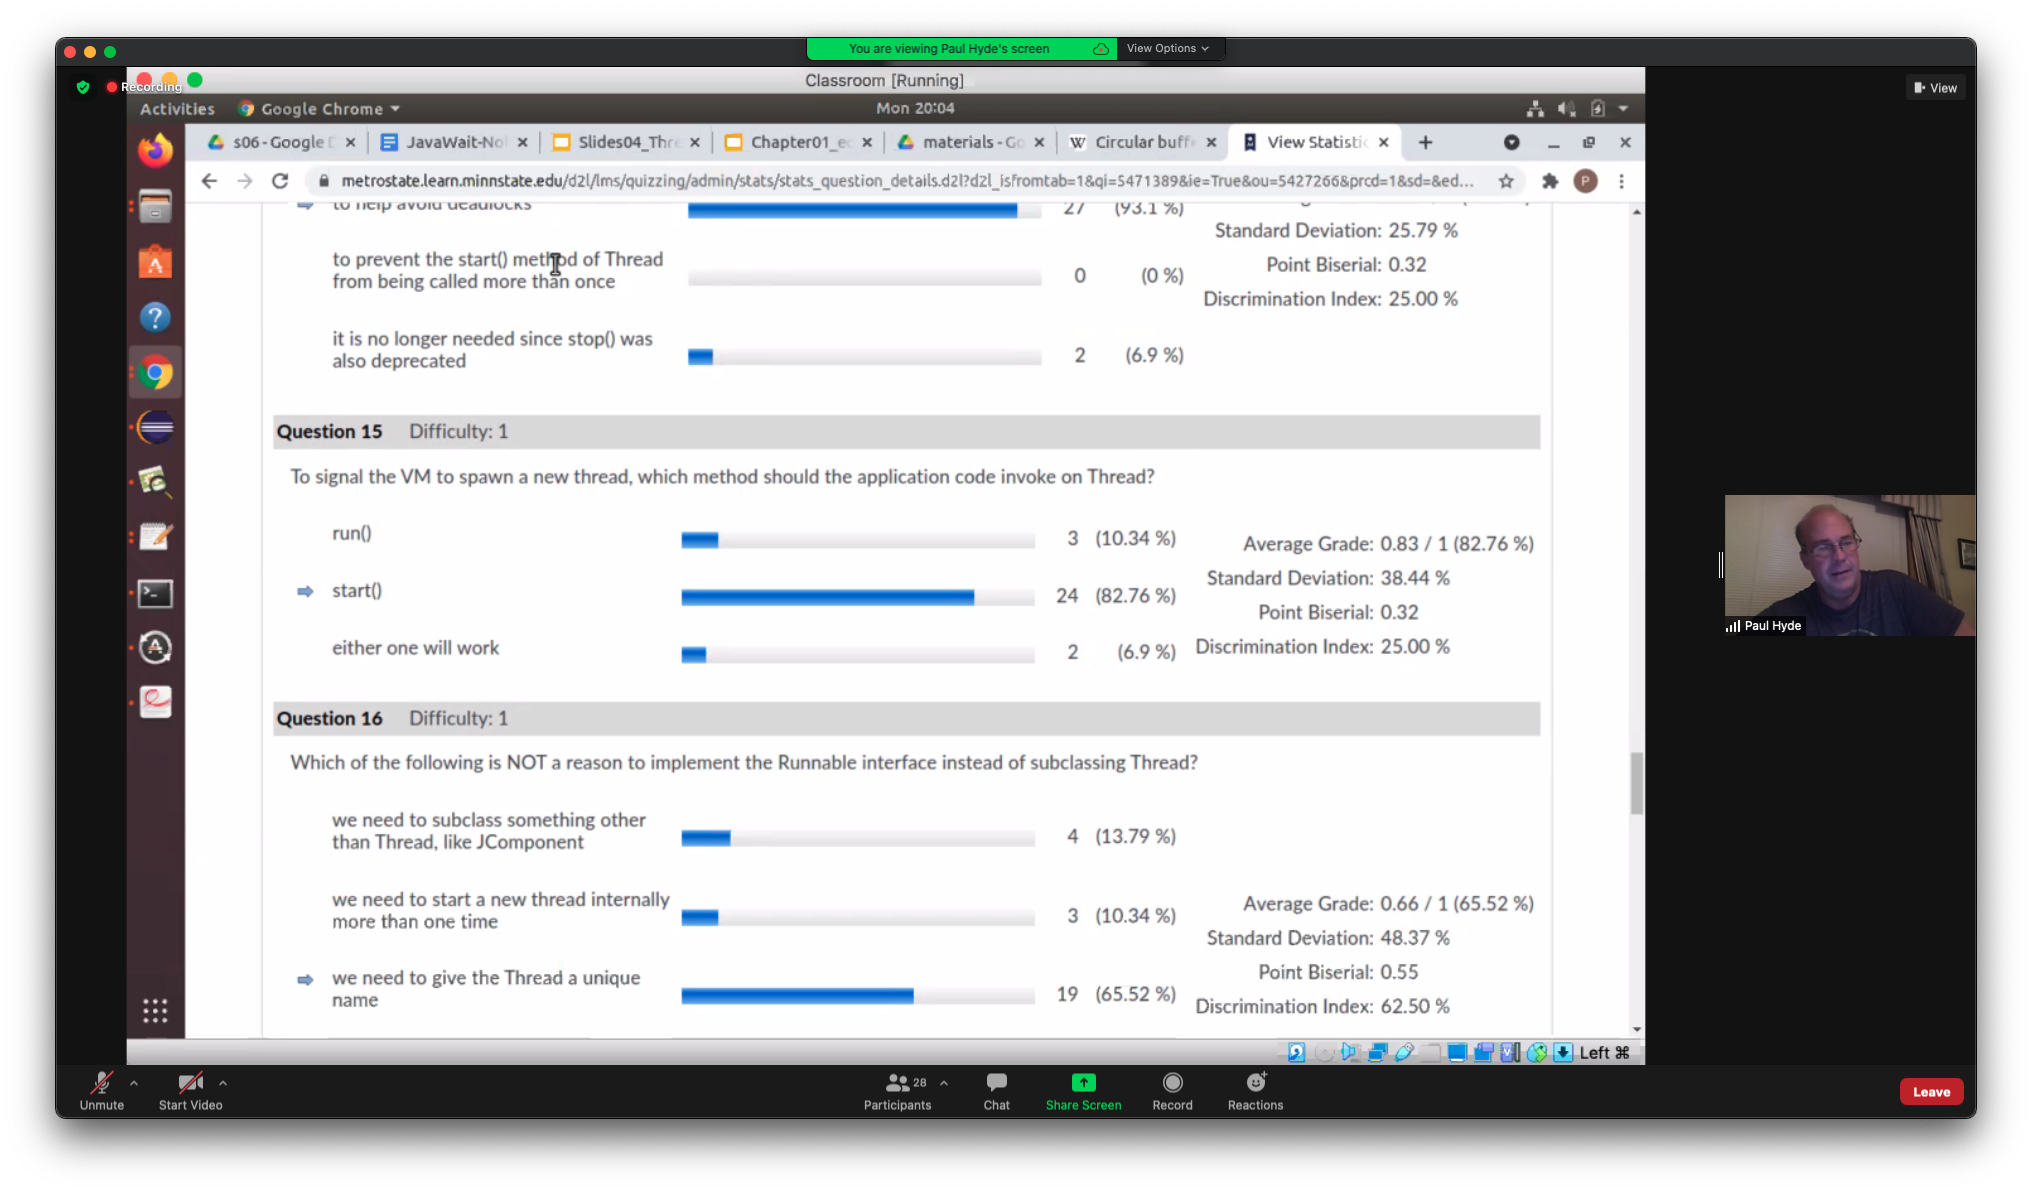 You are viewing Paul Hyde's screen
View Options
Classroom [Running]
Recording
View
Activities
Google Chrome
Mon 20:04
s06 - Google
JavaWait-No
Slides04_Thre
Chapter01_e
materials - Go
Circular buff
View Statistic
metrostate.learn.minnstate.edu/d2l/lms/quizzing/admin/stats/stats_question_details.d2l?d2l_isfromtab=1&qi=5471389&ie=True&ou=5427266&prcd=1&sd=&ed...
P
to help avoid deadlocks 27 (93.1 %)
Standard Deviation: 25.79 %
to prevent the start() method of Thread
from being called more than once 0 (0 %)
Point Biserial: 0.32
Discrimination Index: 25.00 %
it is no longer needed since stop() was
also deprecated 2 (6.9 %)
Question 15 Difficulty: 1
To signal the VM to spawn a new thread, which method should the application code invoke on Thread?
run() 3 (10.34 %)
Average Grade: 0.83 / 1 (82.76 %)
Standard Deviation: 38.44 %
start() 24 (82.76 %)
Point Biserial: 0.32
either one will work 2 (6.9 %)
Discrimination Index: 25.00 %
Question 16 Difficulty: 1
Which of the following is NOT a reason to implement the Runnable interface instead of subclassing Thread?
we need to subclass something other
than Thread, like JComponent 4 (13.79 %)
we need to start a new thread internally
more than one time 3 (10.34 %)
Average Grade: 0.66 / 1 (65.52 %)
Standard Deviation: 48.37 %
we need to give the Thread a unique
name 19 (65.52 %)
Point Biserial: 0.55
Discrimination Index: 62.50 %
Paul Hyde
Left ⌘
Unmute
Start Video
28
Participants
Chat
Share Screen
Record
Reactions
Leave